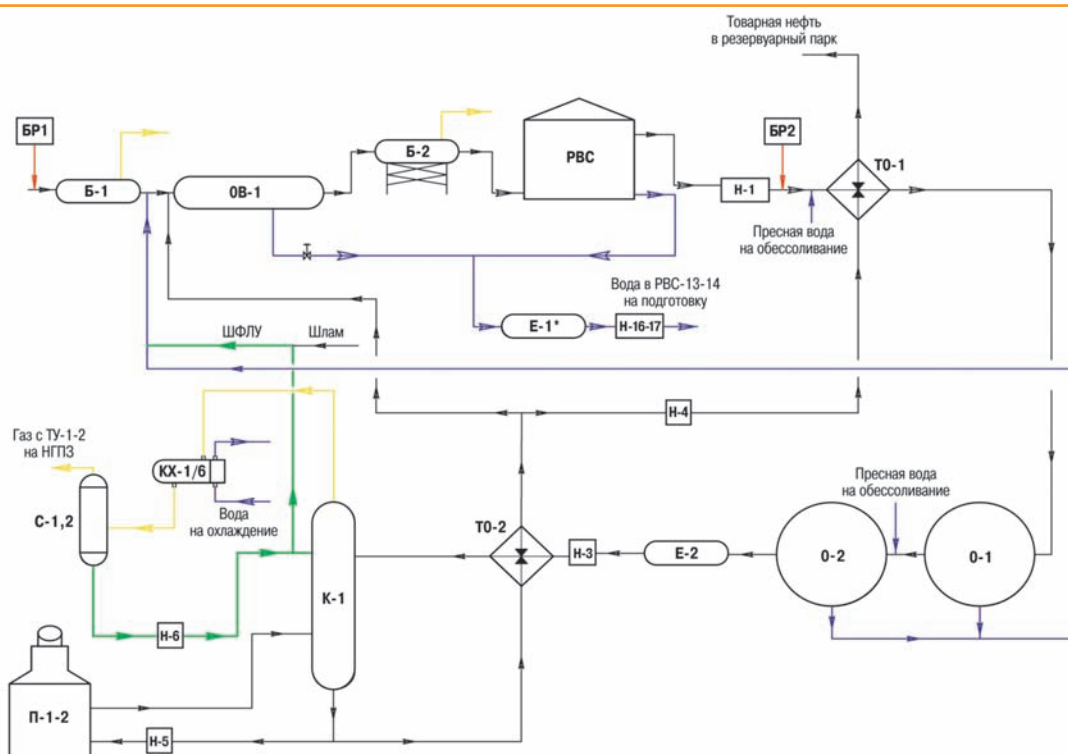 Товарная нефть
в резервуарный парк
БР1
Б-1
ОВ-1
Б-2
РВС
Н-1
БР2
ТО-1
Пресная вода
на обессоливание
Вода в РВС-13-14
на подготовку
Е-1*
Н-16-17
ШФЛУ
Шлам
Н-4
Газ с ТУ-1-2
на НГПЗ
КХ-1/6
С-1,2
Вода
на охлаждение
Пресная вода
на обессоливание
ТО-2
Н-3
Е-2
О-2
О-1
К-1
Н-6
П-1-2
Н-5